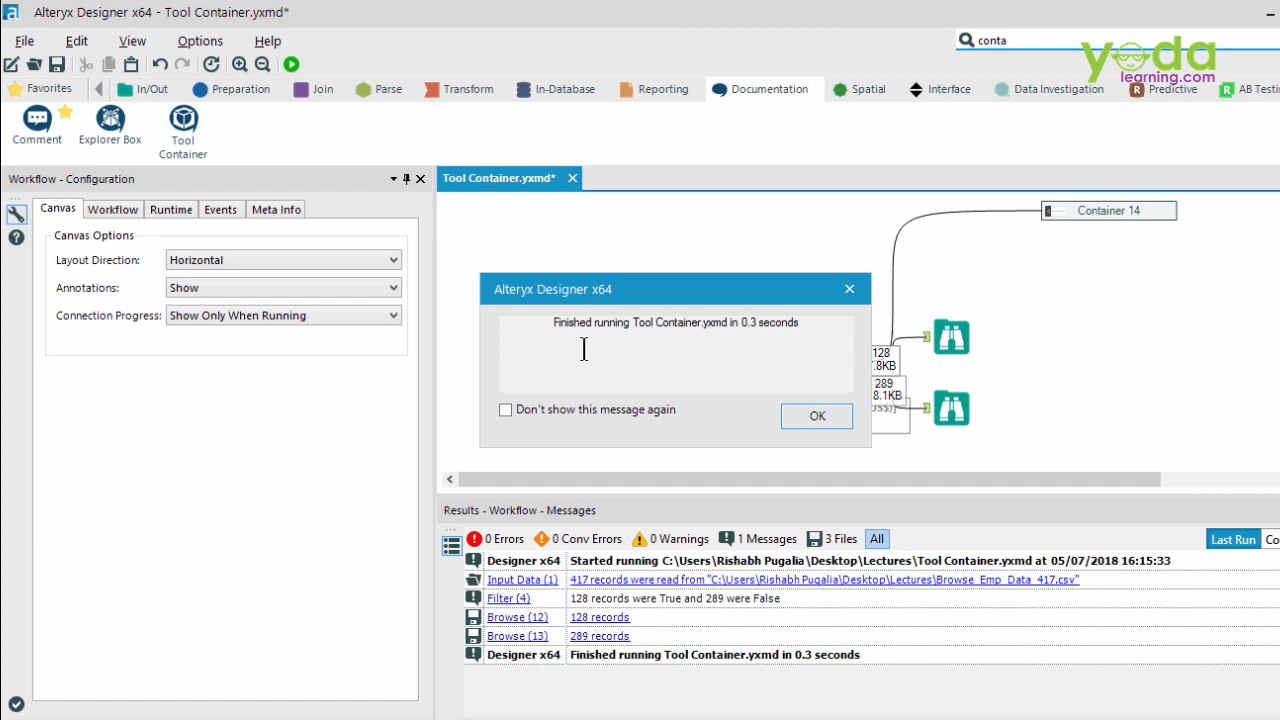 Alteryx Designer x64 - Tool Container.yxmd*
File Edit View Options Help
conta
yoda
learning.com
Favorites In/Out Preparation Join Parse Transform In-Database Reporting Documentation Spatial Interface Data Investigation Predictive AB Testi
Comment Explorer Box Tool Container
Workflow - Configuration
Tool Container.yxmd*
Canvas Workflow Runtime Events Meta Info
Canvas Options
Layout Direction: Horizontal
Annotations: Show
Connection Progress: Show Only When Running
Container 14
Alteryx Designer x64
Finished running Tool Container.yxmd in 0.3 seconds
Don't show this message again
OK
128
.8KB
289
8.1KB
Results - Workflow - Messages
0 Errors 0 Conv Errors 0 Warnings 1 Messages 3 Files All Last Run Co
Designer x64 Started running C:\Users\Rishabh Pugalia\Desktop\Lectures\Tool Container.yxmd at 05/07/2018 16:15:33
Input Data (1) 417 records were read from "C:\Users\Rishabh Pugalia\Desktop\Lectures\Browse_Emp_Data_417.csv"
Filter (4) 128 records were True and 289 were False
Browse (12) 128 records
Browse (13) 289 records
Designer x64 Finished running Tool Container.yxmd in 0.3 seconds